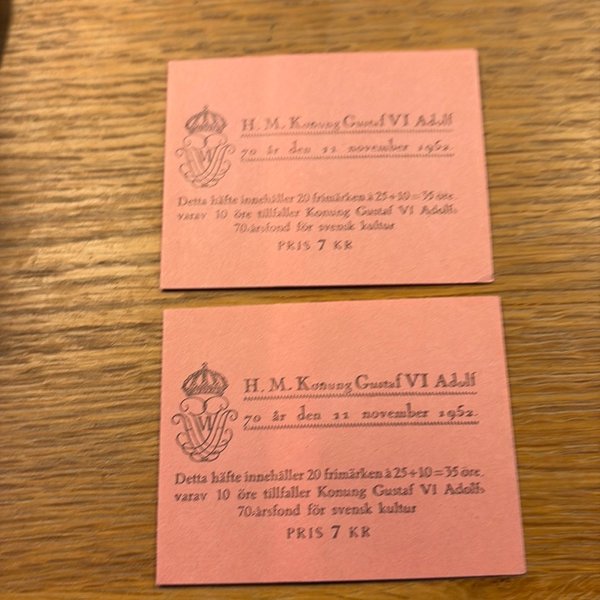 H. M. Konung Gustaf VI Adolf
70 år den 11 november 1952.
Detta häfte innehåller 20 frimärken à 25+10=35 öre,
varav 10 öre tillfaller Konung Gustaf VI Adolfs
70-årsfond för svensk kultur
PRIS 7 KR
H. M. Konung Gustaf VI Adolf
70 år den 11 november 1952.
Detta häfte innehåller 20 frimärken à 25+10=35 öre,
varav 10 öre tillfaller Konung Gustaf VI Adolfs
70-årsfond för svensk kultur
PRIS 7 KR